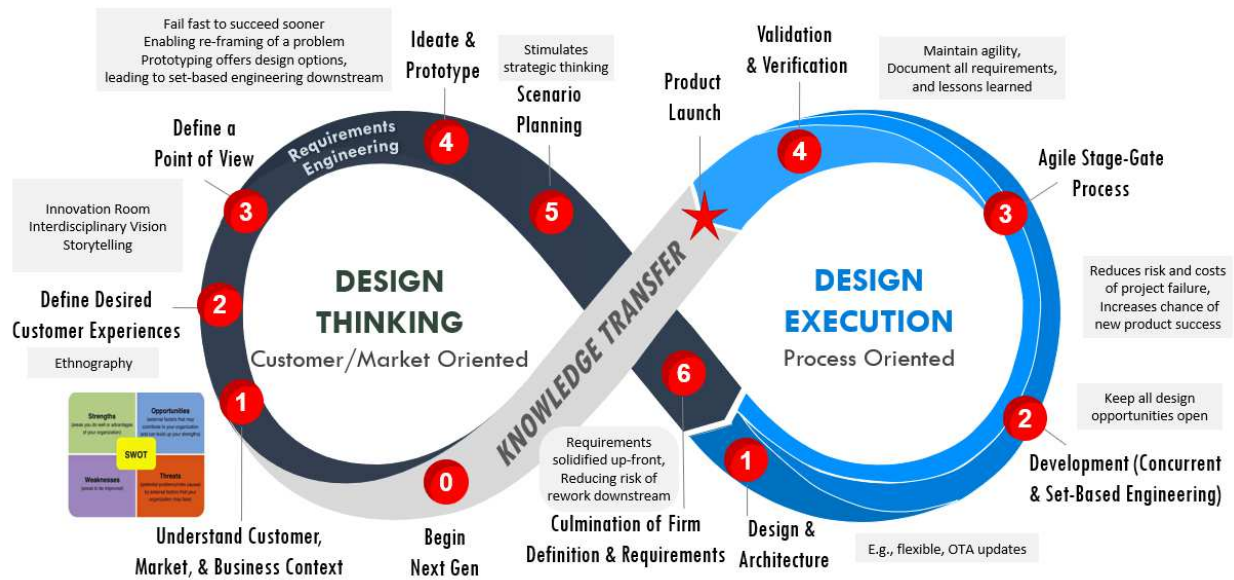 Fail fast to succeed sooner
Enabling re-framing of a problem
Prototyping offers design options,
leading to set-based engineering downstream
Ideate &
Prototype
Stimulates
strategic thinking
Scenario
Planning
Product
Launch
Validation
& Verification
Maintain agility,
Document all requirements,
and lessons learned
Define a
Point of View
Requirements
Engineering
4
5
4
3
3
Agile Stage-Gate
Process
Innovation Room
Interdisciplinary Vision
Storytelling
Define Desired
Customer Experiences
2
DESIGN
THINKING
Customer/Market Oriented
KNOWLEDGE TRANSFER
DESIGN
EXECUTION
Process Oriented
Reduces risk and costs
of project failure,
Increases chance of
new product success
Ethnography
1
6
2
Keep all design
opportunities open
Strengths
Opportunities
SWOT
Weaknesses
Threats
0
Requirements
solidified up-front,
Reducing risk of
rework downstream
1
Development (Concurrent
& Set-Based Engineering)
Understand Customer,
Market, & Business Context
Begin
Next Gen
Culmination of Firm
Definition & Requirements
Design &
Architecture
E.g., flexible, OTA updates